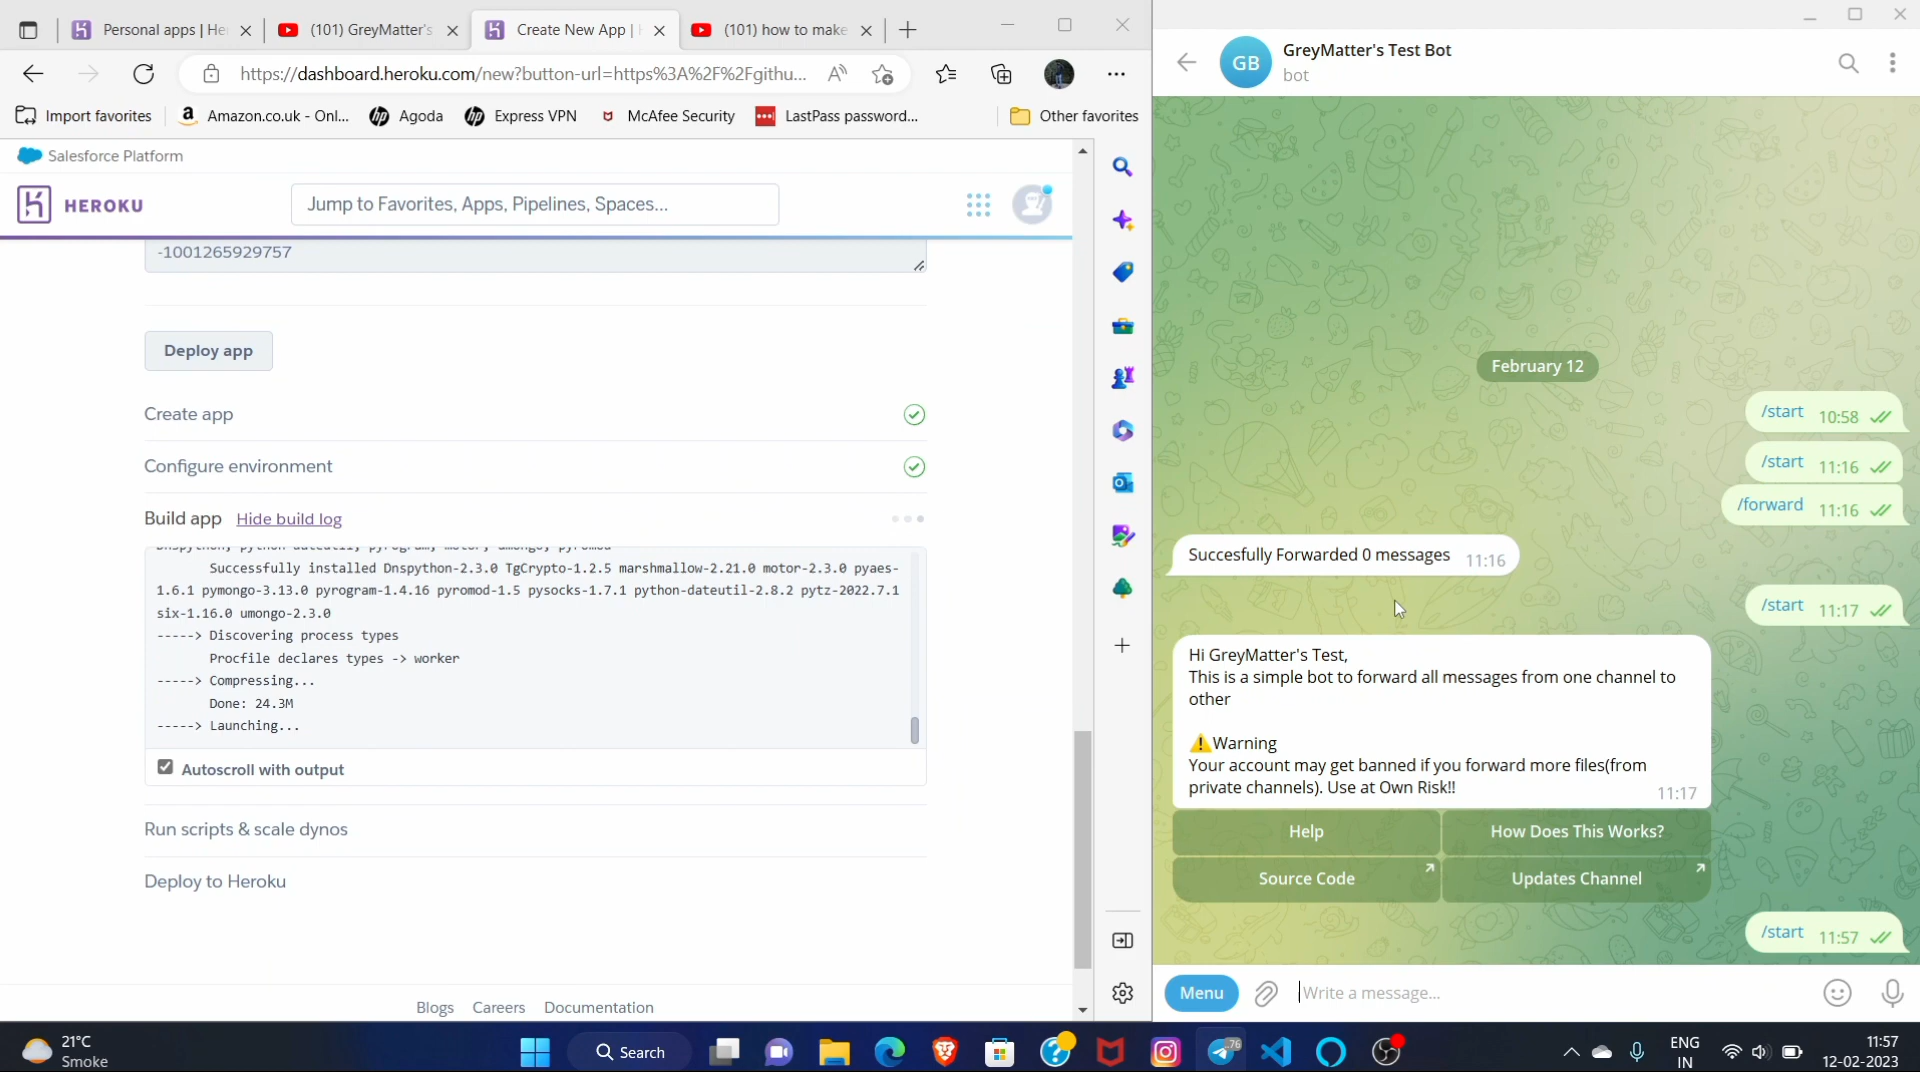 Personal apps | He
(101) GreyMatter's
Create New App |
(101) how to make
https://dashboard.heroku.com/new?button-url=https%3A%2F%2Fgithu...
Import favorites
Amazon.co.uk - Onl...
Agoda
Express VPN
McAfee Security
LastPass password...
Other favorites
Salesforce Platform
HEROKU
Jump to Favorites, Apps, Pipelines, Spaces...
-1001265929757
Deploy app
Create app
Configure environment
Build app Hide build log
Dnspython, python-dateutil, pyrogram, motor, umongo, pyromod
Successfully installed Dnspython-2.3.0 TgCrypto-1.2.5 marshmallow-2.21.0 motor-2.3.0 pyaes-
1.6.1 pymongo-3.13.0 pyrogram-1.4.16 pyromod-1.5 pysocks-1.7.1 python-dateutil-2.8.2 pytz-2022.7.1
six-1.16.0 umongo-2.3.0
-----> Discovering process types
Procfile declares types -> worker
-----> Compressing...
Done: 24.3M
-----> Launching...
Autoscroll with output
Run scripts & scale dynos
Deploy to Heroku
Blogs Careers Documentation
GB
GreyMatter's Test Bot
bot
February 12
/start 10:58
/start 11:16
/forward 11:16
Succesfully Forwarded 0 messages 11:16
/start 11:17
Hi GreyMatter's Test,
This is a simple bot to forward all messages from one channel to
other
⚠️Warning
Your account may get banned if you forward more files(from
private channels). Use at Own Risk!! 11:17
Help
How Does This Works?
Source Code
Updates Channel
/start 11:57
Menu
Write a message...
21°C
Smoke
Search
76
ENG
IN
11:57
12-02-2023